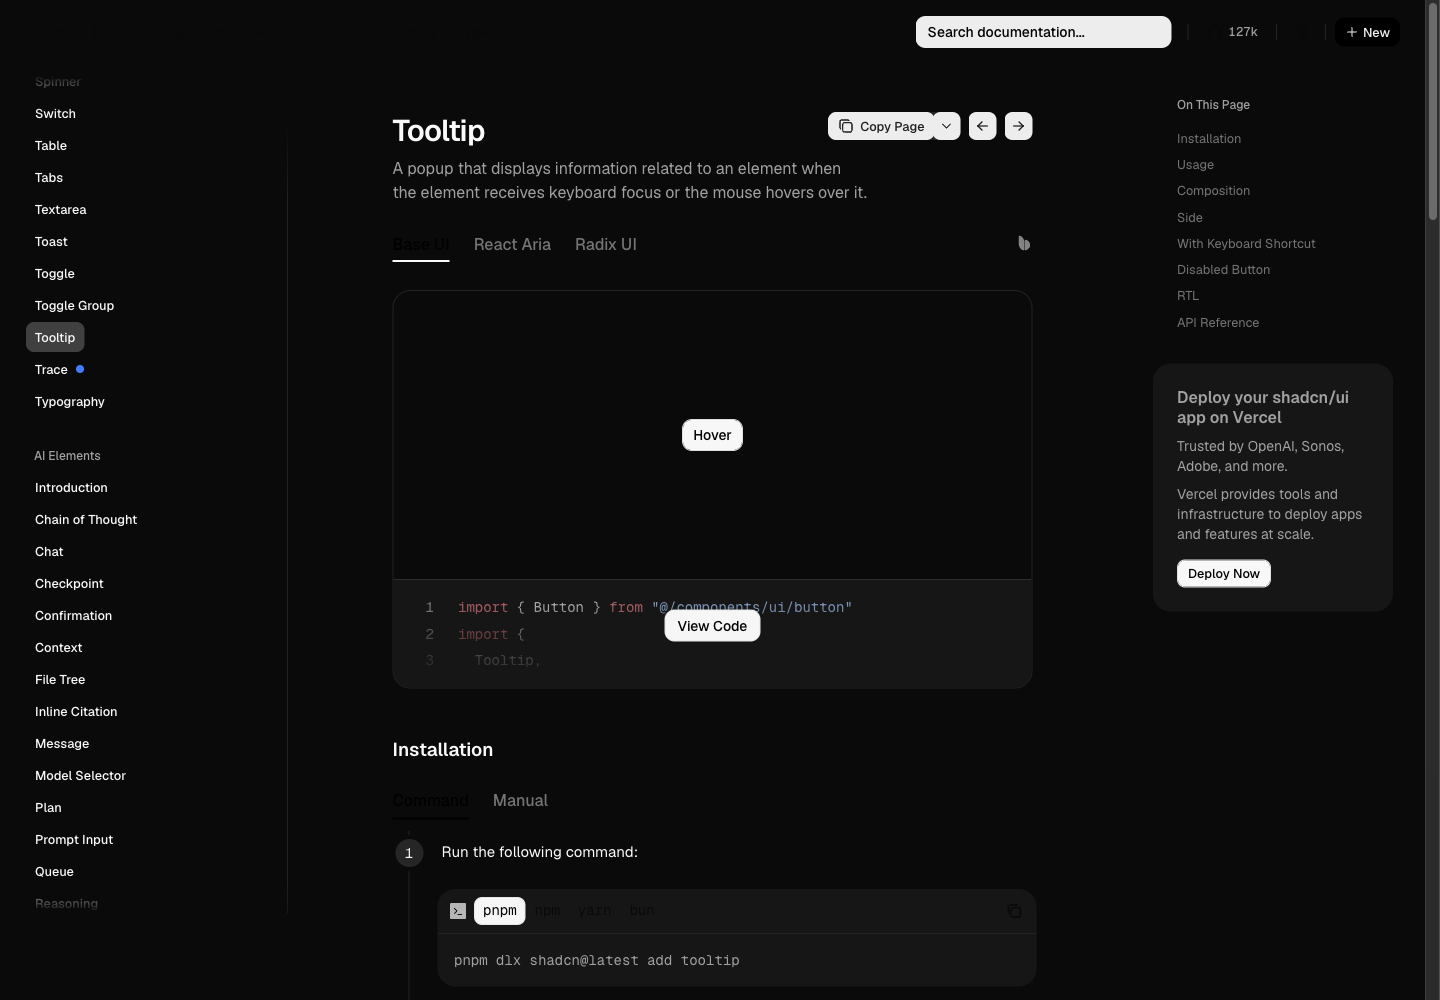 Search documentation...
127k
New
Spinner
Switch
Table
Tabs
Textarea
Toast
Toggle
Toggle Group
Tooltip
Trace
Typography
AI Elements
Introduction
Chain of Thought
Chat
Checkpoint
Confirmation
Context
File Tree
Inline Citation
Message
Model Selector
Plan
Prompt Input
Queue
Reasoning
Tooltip
Copy Page
A popup that displays information related to an element when
the element receives keyboard focus or the mouse hovers over it.
Base UI React Aria Radix UI
Hover
1 import { Button } from "@/components/ui/button"
View Code
2 import {
3 Tooltip,
Installation
Command Manual
1 Run the following command:
pnpm npm yarn bun
pnpm dlx shadcn@latest add tooltip
On This Page
Installation
Usage
Composition
Side
With Keyboard Shortcut
Disabled Button
RTL
API Reference
Deploy your shadcn/ui
app on Vercel
Trusted by OpenAI, Sonos,
Adobe, and more.
Vercel provides tools and
infrastructure to deploy apps
and features at scale.
Deploy Now